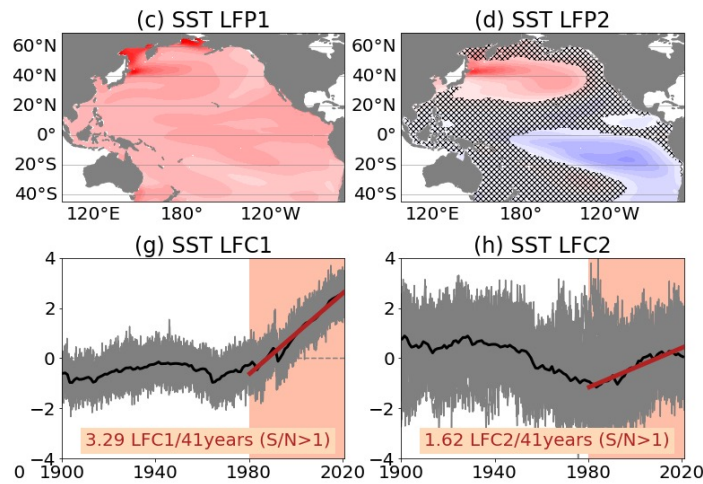 (c) SST LFP1
(d) SST LFP2
60°N
40°N
20°N
0°
20°S
40°S
120°E 180° 120°W
60°N
40°N
20°N
0°
20°S
40°S
120°E 180° 120°W
(g) SST LFC1
(h) SST LFC2
4
2
0
−2
−4
3.29 LFC1/41years (S/N>1)
0 1900 1940 1980 2020
4
2
0
−2
−4
1.62 LFC2/41years (S/N>1)
1900 1940 1980 2020